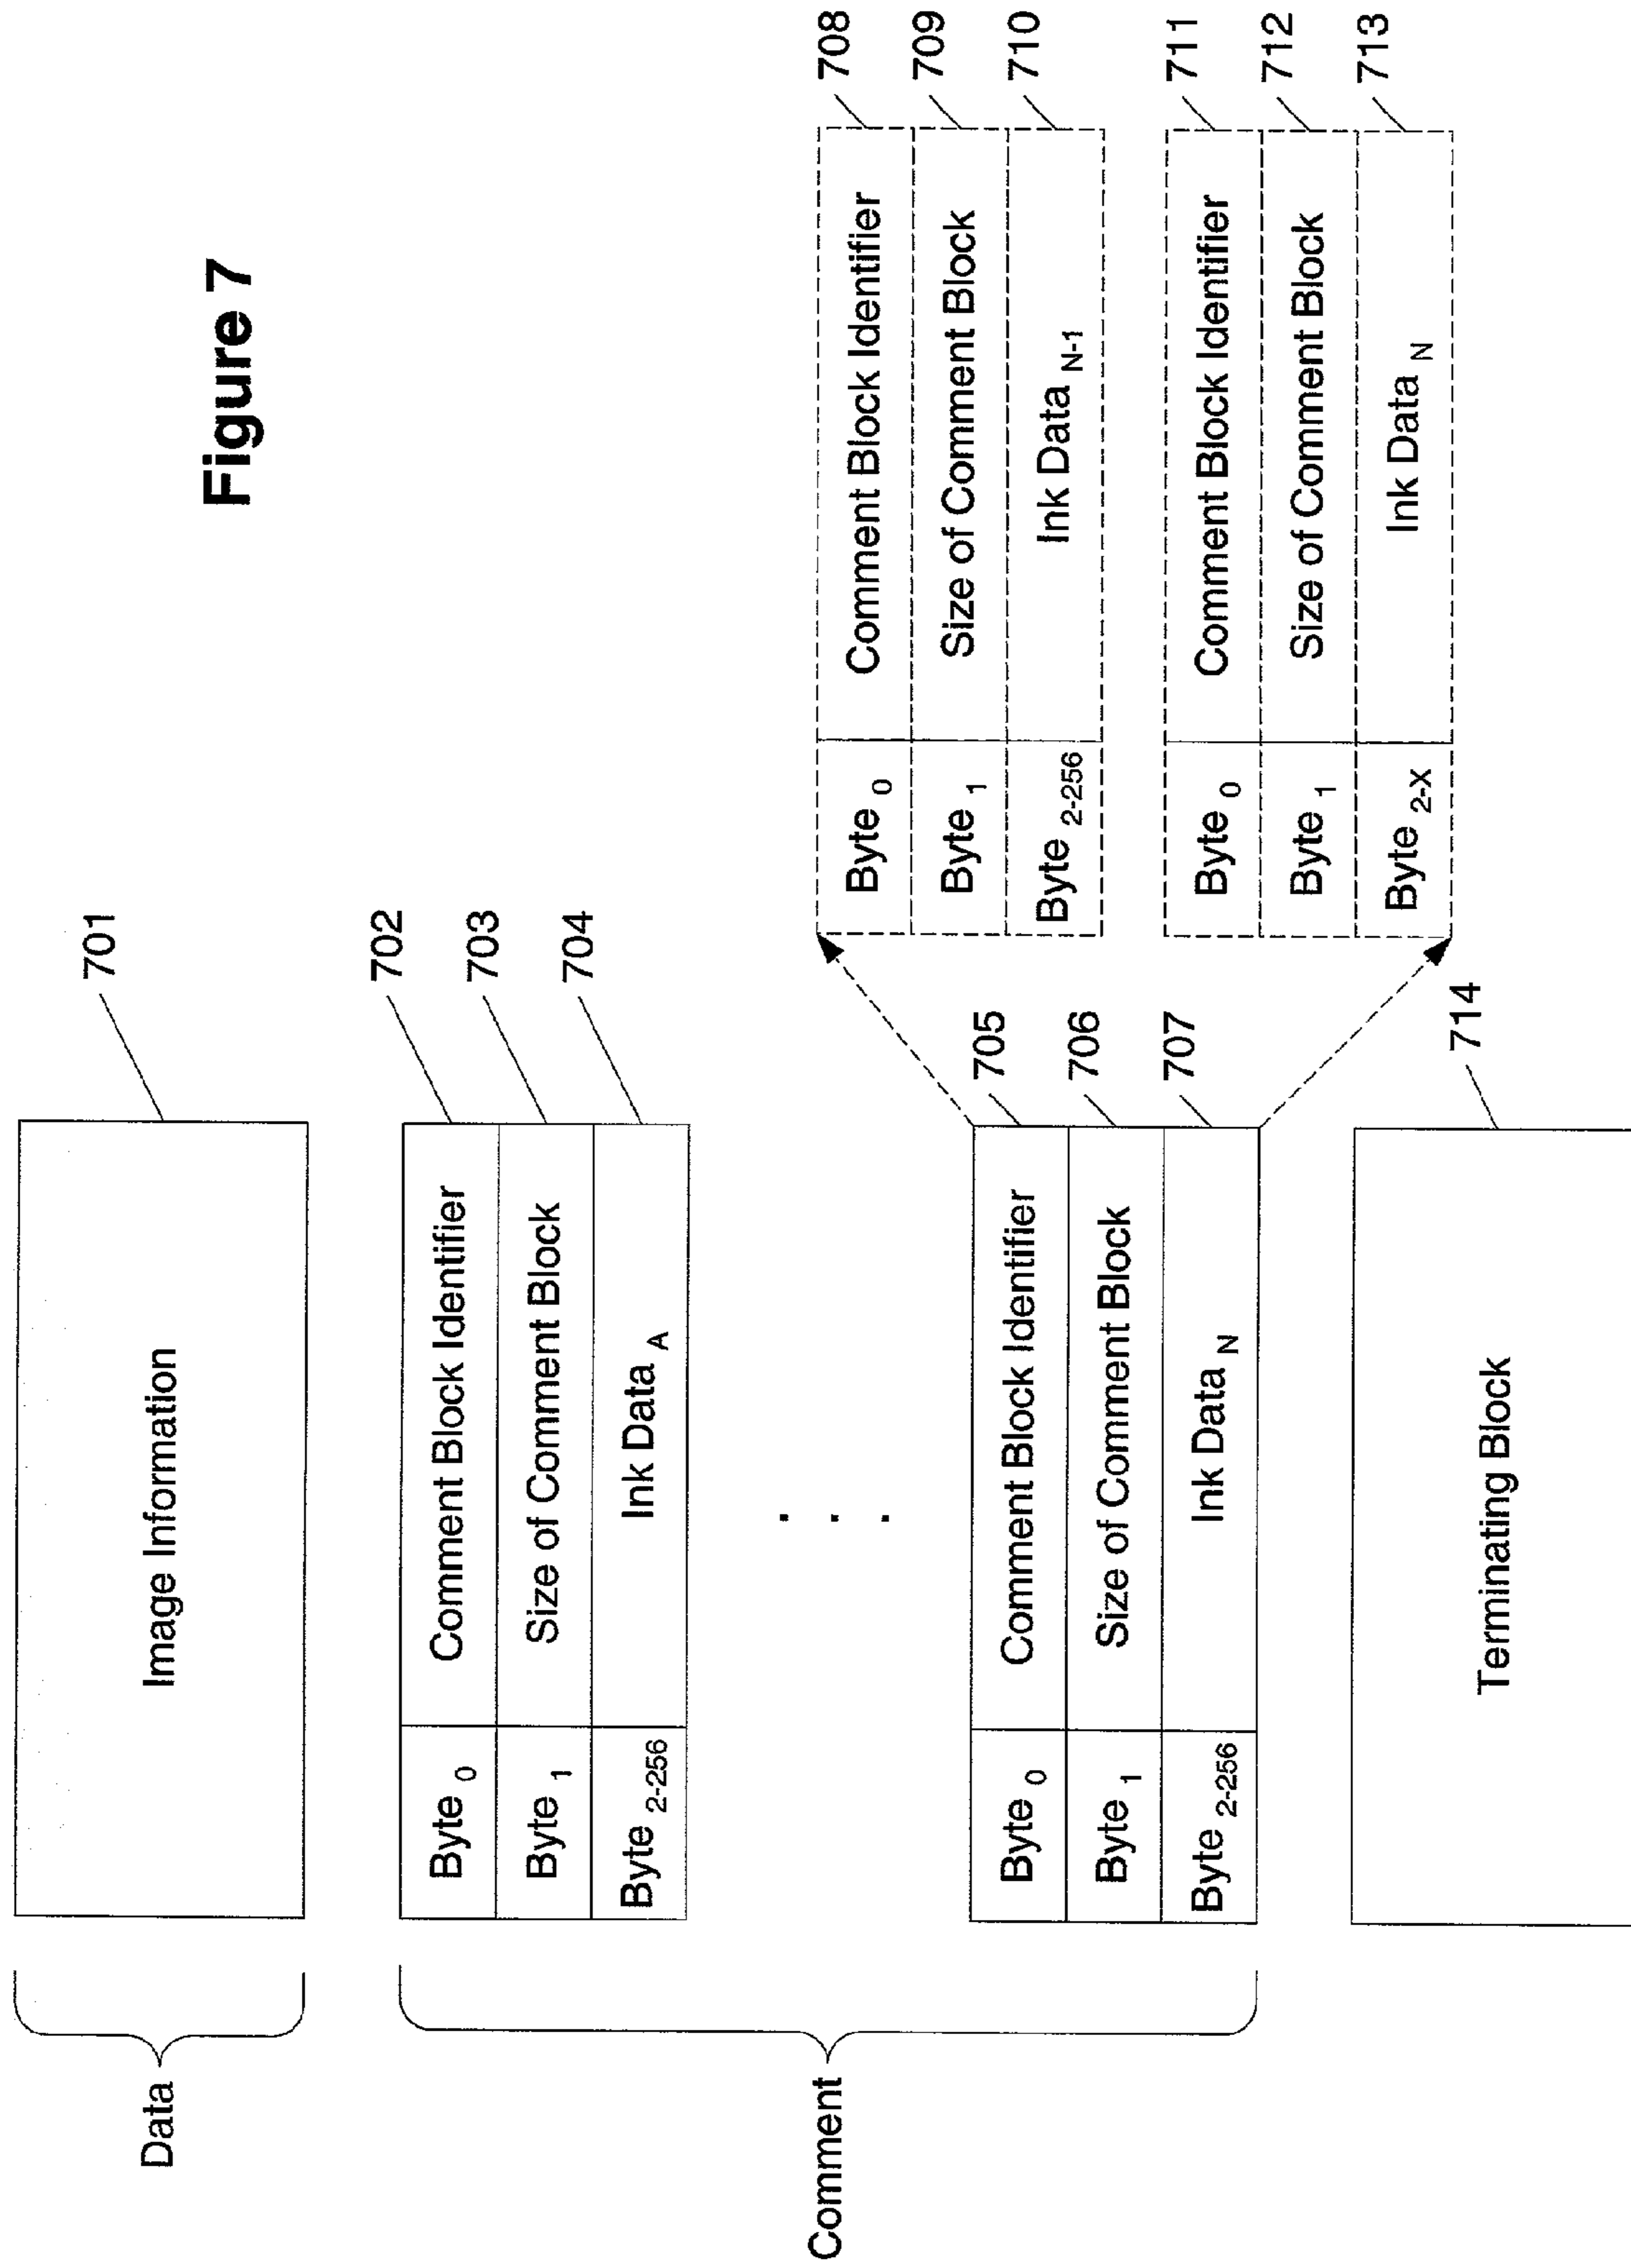 Figure 7
Data
Image Information
701
Comment
Byte 0 Comment Block Identifier
702
Byte 1 Size of Comment Block
703
Byte 2-256 Ink Data A
704
. . .
Byte 0 Comment Block Identifier
705
Byte 1 Size of Comment Block
706
Byte 2-256 Ink Data N
707
Byte 0 Comment Block Identifier
708
Byte 1 Size of Comment Block
709
Byte 2-256 Ink Data N-1
710
Byte 0 Comment Block Identifier
711
Byte 1 Size of Comment Block
712
Byte 2-X Ink Data N
713
Terminating Block
714